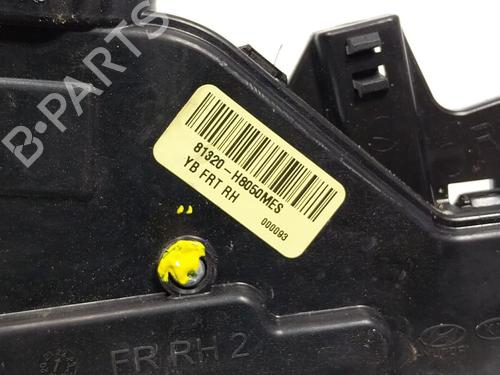 B-PARTS
81320-H8050MES
YB FRT RH
000093
FR RH 2